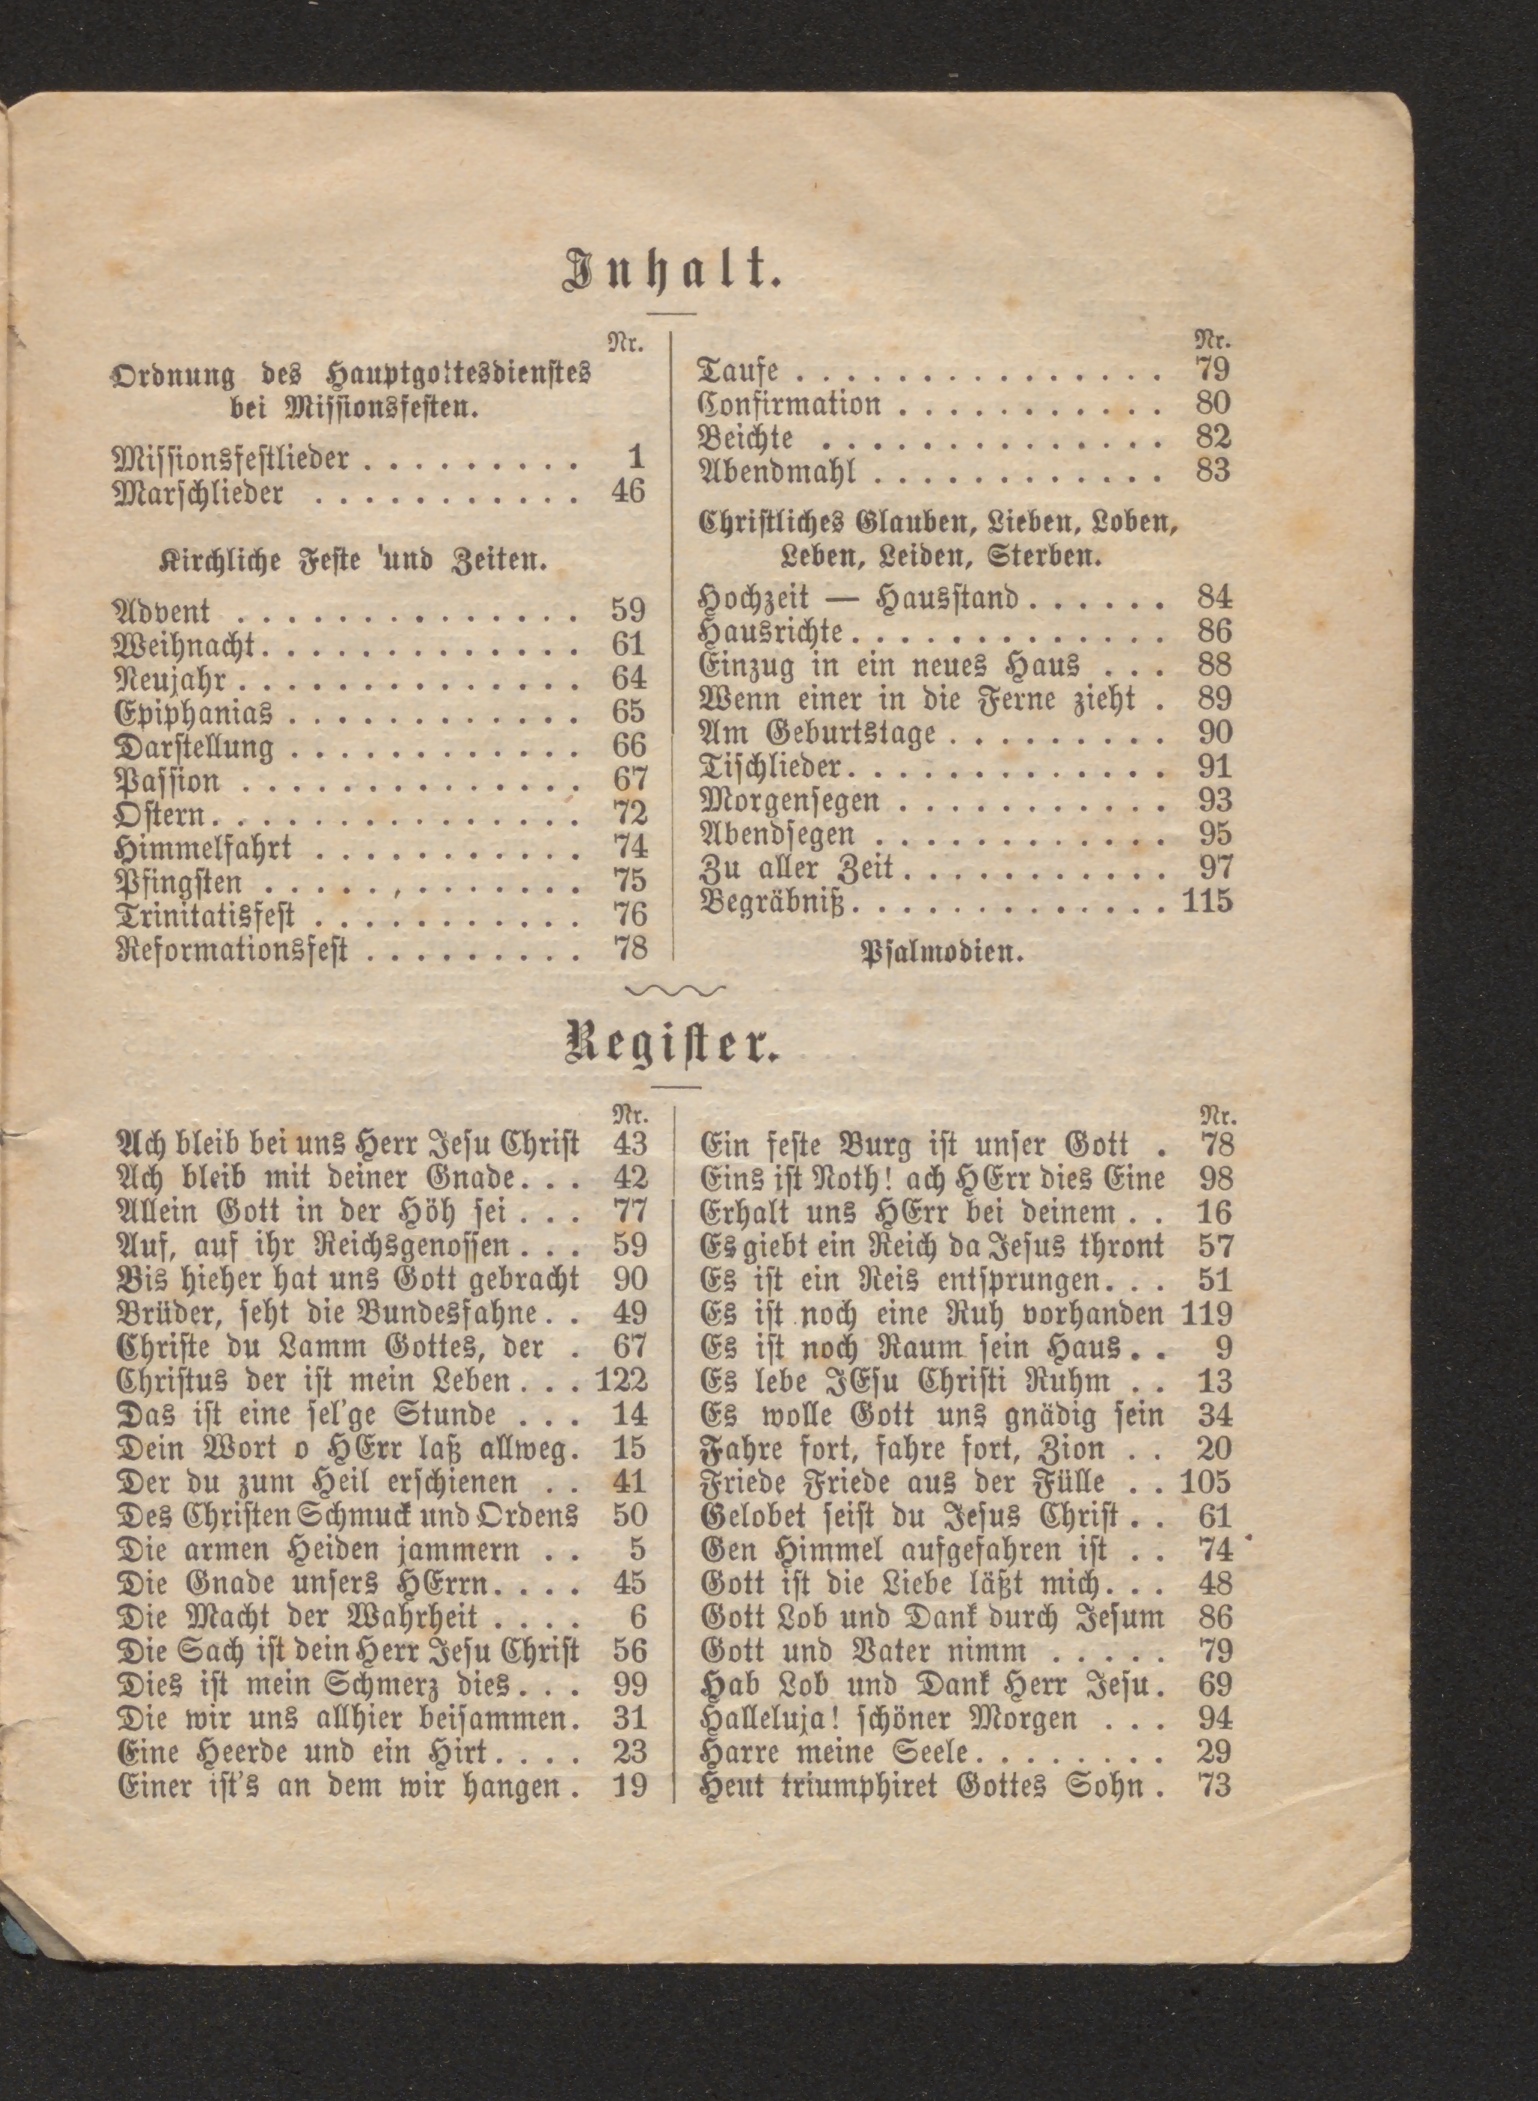 Inhalt.
Nr.
Ordnung des Hauptgottesdienstes
bei Missionsfesten.
Missionsfestlieder . . . . . . . . . 1
Marschlieder . . . . . . . . . . . 46
Kirchliche Feste und Zeiten.
Advent . . . . . . . . . . . . . . 59
Weihnacht. . . . . . . . . . . . . . 61
Neujahr . . . . . . . . . . . . . . 64
Epiphanias . . . . . . . . . . . . 65
Darstellung . . . . . . . . . . . . 66
Passion . . . . . . . . . . . . . . 67
Ostern. . . . . . . . . . . . . . . 72
Himmelfahrt . . . . . . . . . . . 74
Pfingsten . . . . . . . . . . . . . 75
Trinitatisfest . . . . . . . . . . . 76
Reformationsfest . . . . . . . . . 78
Nr.
Taufe . . . . . . . . . . . . . . . 79
Confirmation . . . . . . . . . . . 80
Beichte . . . . . . . . . . . . . . 82
Abendmahl . . . . . . . . . . . . 83
Christliches Glauben, Lieben, Loben,
Leben, Leiden, Sterben.
Hochzeit — Hausstand . . . . . . 84
Hausrichte. . . . . . . . . . . . . 86
Einzug in ein neues Haus . . . 88
Wenn einer in die Ferne zieht . 89
Am Geburtstage . . . . . . . . . 90
Tischlieder. . . . . . . . . . . . . 91
Morgensegen . . . . . . . . . . . 93
Abendsegen . . . . . . . . . . . . 95
Zu aller Zeit. . . . . . . . . . . 97
Begräbniß. . . . . . . . . . . . . 115
Psalmodien.
Register.
Nr.
Ach bleib bei uns Herr Jesu Christ 43
Ach bleib mit deiner Gnade. . . 42
Allein Gott in der Höh sei . . . 77
Auf, auf ihr Reichsgenossen . . . 59
Bis hieher hat uns Gott gebracht 90
Brüder, seht die Bundesfahne. . 49
Christe du Lamm Gottes, der . 67
Christus der ist mein Leben . . . 122
Das ist eine sel'ge Stunde . . . 14
Dein Wort o HErr laß allweg. 15
Der du zum Heil erschienen . . 41
Des Christen Schmuck und Ordens 50
Die armen Heiden jammern . . 5
Die Gnade unsers HErrn. . . . 45
Die Macht der Wahrheit . . . . 6
Die Sach ist dein Herr Jesu Christ 56
Dies ist mein Schmerz dies. . . 99
Die wir uns allhier beisammen. 31
Eine Heerde und ein Hirt. . . . 23
Einer ist's an dem wir hangen . 19
Nr.
Ein feste Burg ist unser Gott . 78
Eins ist Noth! ach HErr dies Eine 98
Erhalt uns HErr bei deinem . . 16
Es giebt ein Reich da Jesus thront 57
Es ist ein Reis entsprungen. . . 51
Es ist noch eine Ruh vorhanden 119
Es ist noch Raum sein Haus . . 9
Es lebe JEsu Christi Ruhm . . 13
Es wolle Gott uns gnädig sein 34
Fahre fort, fahre fort, Zion . . 20
Friede Friede aus der Fülle . . 105
Gelobet seist du Jesus Christ . . 61
Gen Himmel aufgefahren ist . . 74
Gott ist die Liebe läßt mich. . . 48
Gott Lob und Dank durch Jesum 86
Gott und Vater nimm . . . . . 79
Hab Lob und Dank Herr Jesu. 69
Halleluja! schöner Morgen . . . 94
Harre meine Seele. . . . . . . . 29
Heut triumphiret Gottes Sohn . 73